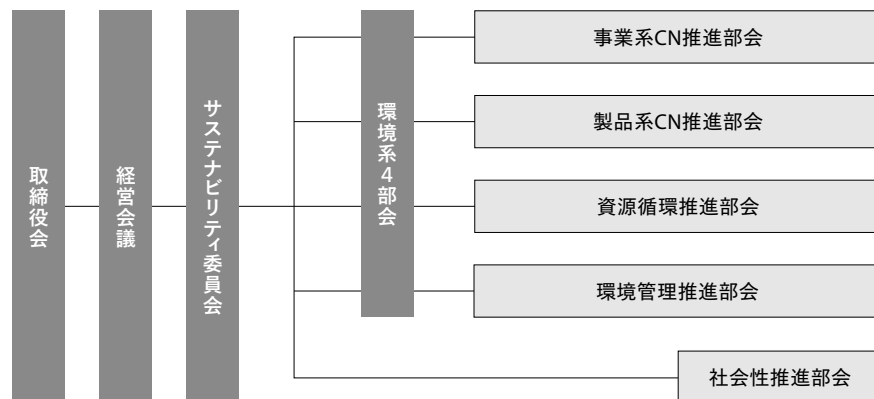 取締役会
経営会議
サステナビリティ委員会
環境系4部会
事業系CN推進部会
製品系CN推進部会
資源循環推進部会
環境管理推進部会
社会性推進部会